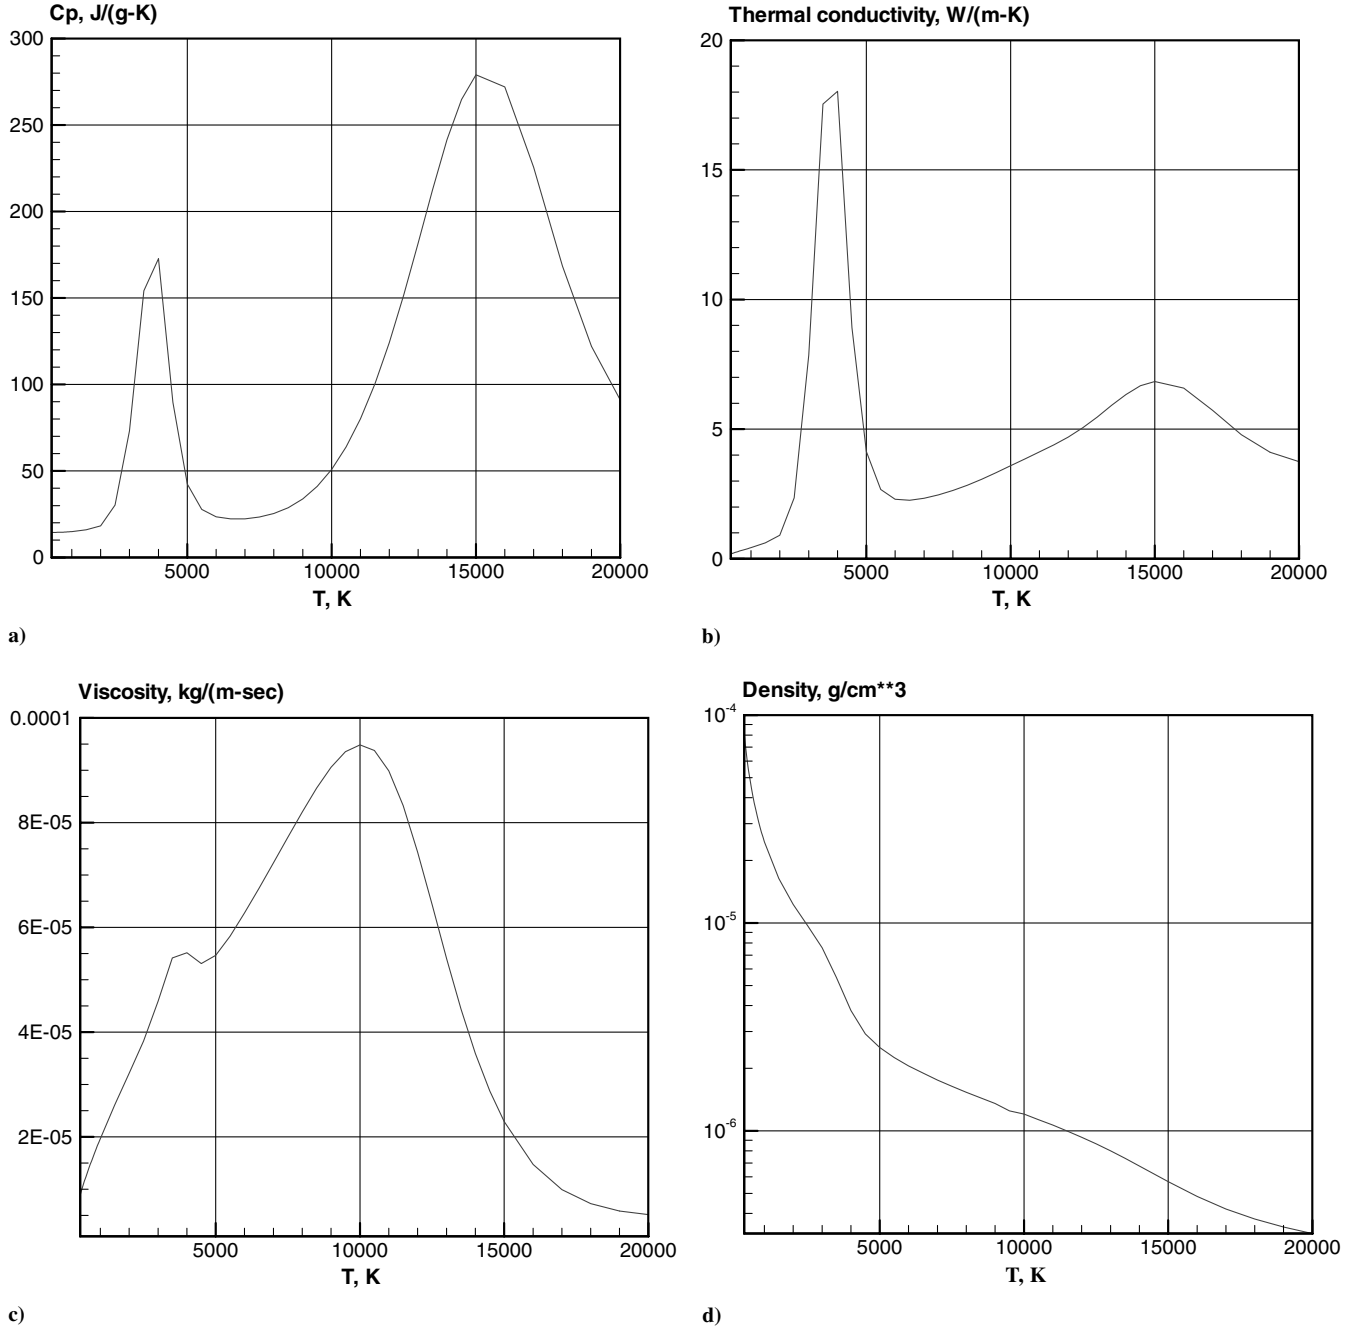 Cp, J/(g-K)
300
250
200
150
100
50
0
5000 10000 15000 20000
T, K
a)
Thermal conductivity, W/(m-K)
20
15
10
5
0
5000 10000 15000 20000
T, K
b)
Viscosity, kg/(m-sec)
0.0001
8E-05
6E-05
4E-05
2E-05
5000 10000 15000 20000
T, K
c)
Density, g/cm**3
10-4
10-5
10-6
5000 10000 15000 20000
T, K
d)